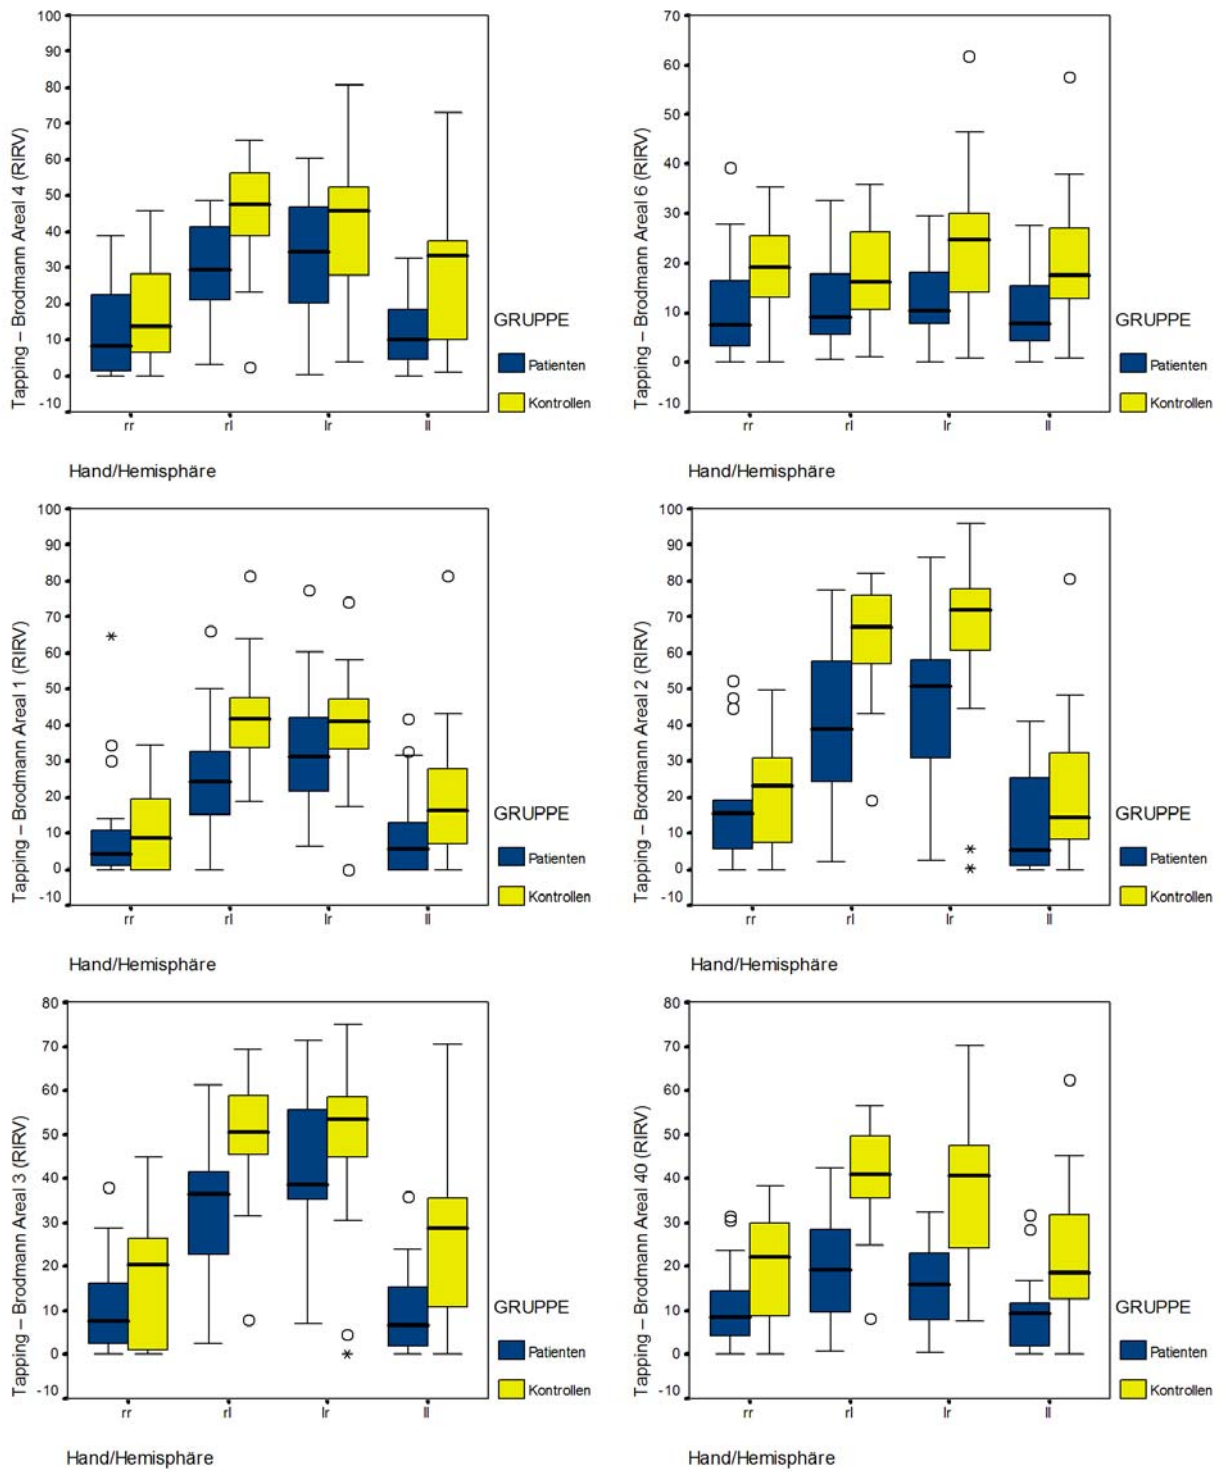 Tapping – Brodmann Areal 4 (RIRV)
100
90
80
70
60
50
40
30
20
10
0
-10
rr
rl
lr
ll
Hand/Hemisphäre
GRUPPE
Patienten
Kontrollen
Tapping – Brodmann Areal 6 (RIRV)
70
60
50
40
30
20
10
0
-10
rr
rl
lr
ll
Hand/Hemisphäre
GRUPPE
Patienten
Kontrollen
Tapping – Brodmann Areal 1 (RIRV)
100
90
80
70
60
50
40
30
20
10
0
-10
rr
rl
lr
ll
Hand/Hemisphäre
GRUPPE
Patienten
Kontrollen
Tapping – Brodmann Areal 2 (RIRV)
100
90
80
70
60
50
40
30
20
10
0
-10
rr
rl
lr
ll
Hand/Hemisphäre
GRUPPE
Patienten
Kontrollen
Tapping – Brodmann Areal 3 (RIRV)
80
70
60
50
40
30
20
10
0
-10
rr
rl
lr
ll
Hand/Hemisphäre
GRUPPE
Patienten
Kontrollen
Tapping – Brodmann Areal 40 (RIRV)
80
70
60
50
40
30
20
10
0
-10
rr
rl
lr
ll
Hand/Hemisphäre
GRUPPE
Patienten
Kontrollen